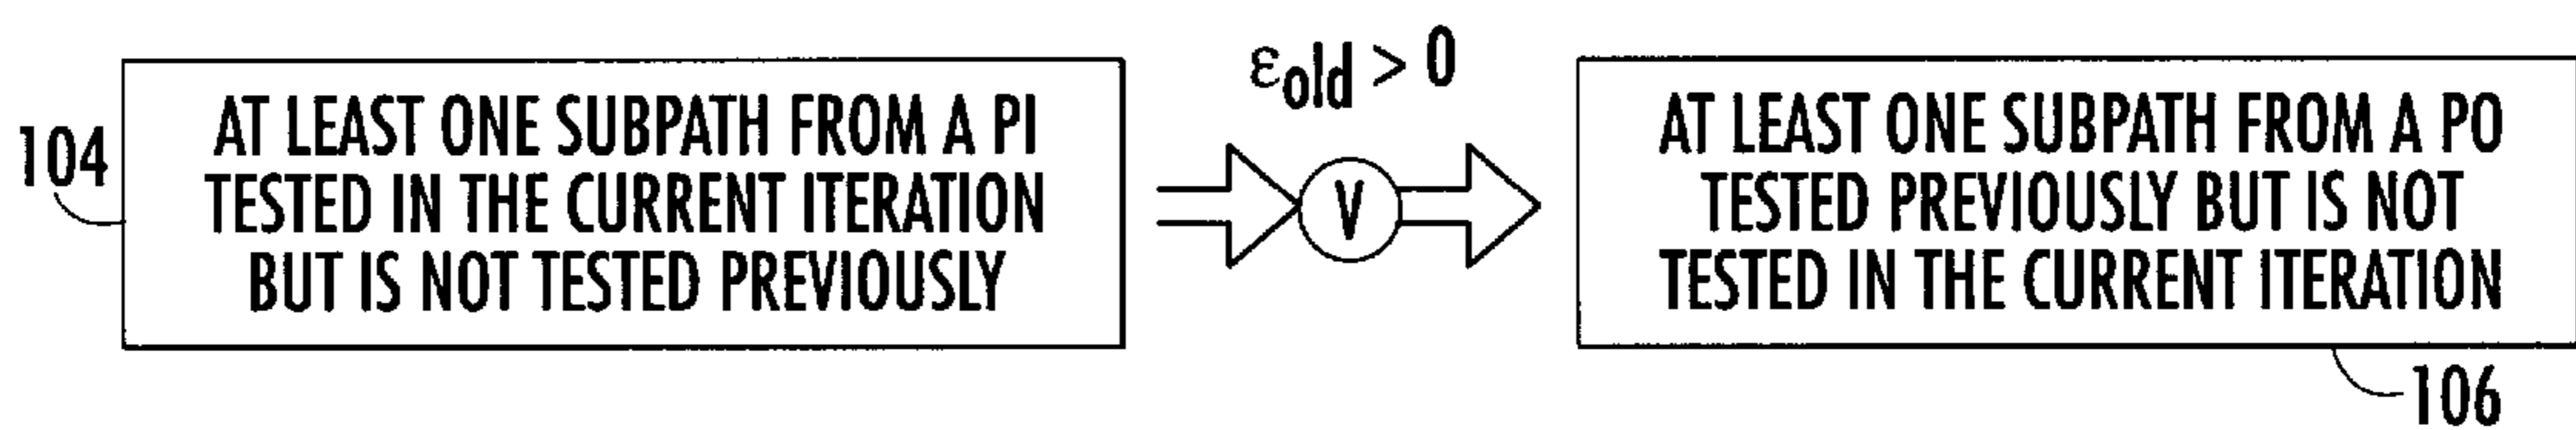 104
AT LEAST ONE SUBPATH FROM A PI
TESTED IN THE CURRENT ITERATION
BUT IS NOT TESTED PREVIOUSLY
εold > 0
V
AT LEAST ONE SUBPATH FROM A PO
TESTED PREVIOUSLY BUT IS NOT
TESTED IN THE CURRENT ITERATION
106